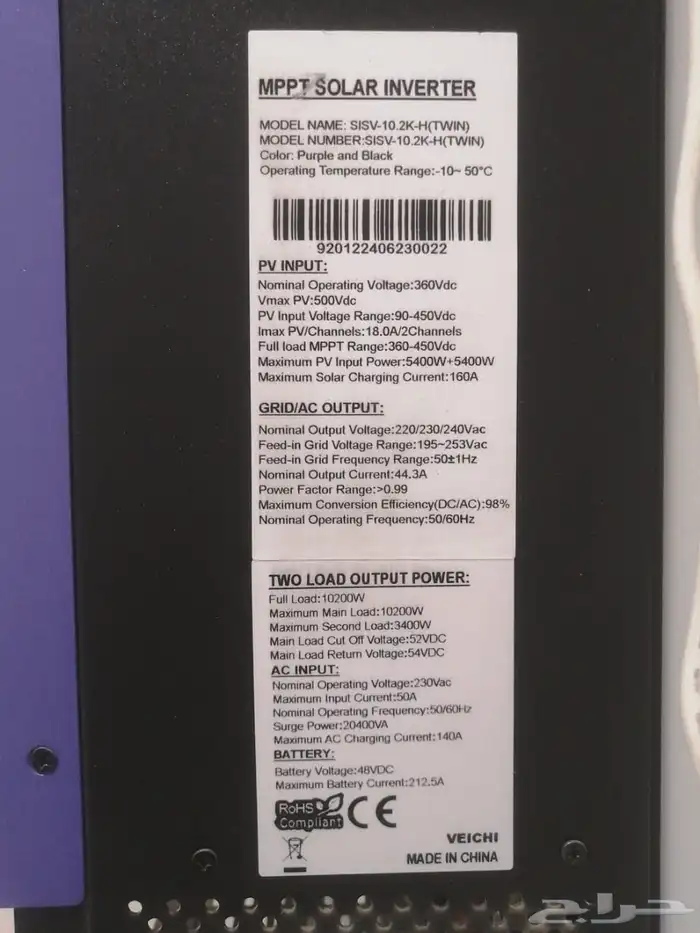 MPPT SOLAR INVERTER
MODEL NAME: SISV-10.2K-H(TWIN)
MODEL NUMBER:SISV-10.2K-H(TWIN)
Color: Purple and Black
Operating Temperature Range:-10~ 50°C
920122406230022
PV INPUT:
Nominal Operating Voltage:360Vdc
Vmax PV:500Vdc
PV Input Voltage Range:90-450Vdc
Imax PV/Channels:18.0A/2Channels
Full load MPPT Range:360-450Vdc
Maximum PV Input Power:5400W+5400W
Maximum Solar Charging Current:160A
GRID/AC OUTPUT:
Nominal Output Voltage:220/230/240Vac
Feed-in Grid Voltage Range:195~253Vac
Feed-in Grid Frequency Range:50±1Hz
Nominal Output Current:44.3A
Power Factor Range:>0.99
Maximum Conversion Efficiency(DC/AC):98%
Nominal Operating Frequency:50/60Hz
TWO LOAD OUTPUT POWER:
Full Load:10200W
Maximum Main Load:10200W
Maximum Second Load:3400W
Main Load Cut Off Voltage:52VDC
Main Load Return Voltage:54VDC
AC INPUT:
Nominal Operating Voltage:230Vac
Maximum Input Current:50A
Nominal Operating Frequency:50/60Hz
Surge Power:20400VA
Maximum AC Charging Current:140A
BATTERY:
Battery Voltage:48VDC
Maximum Battery Current:212.5A
RoHS
Compliant
CE
VEICHI
MADE IN CHINA
حراج